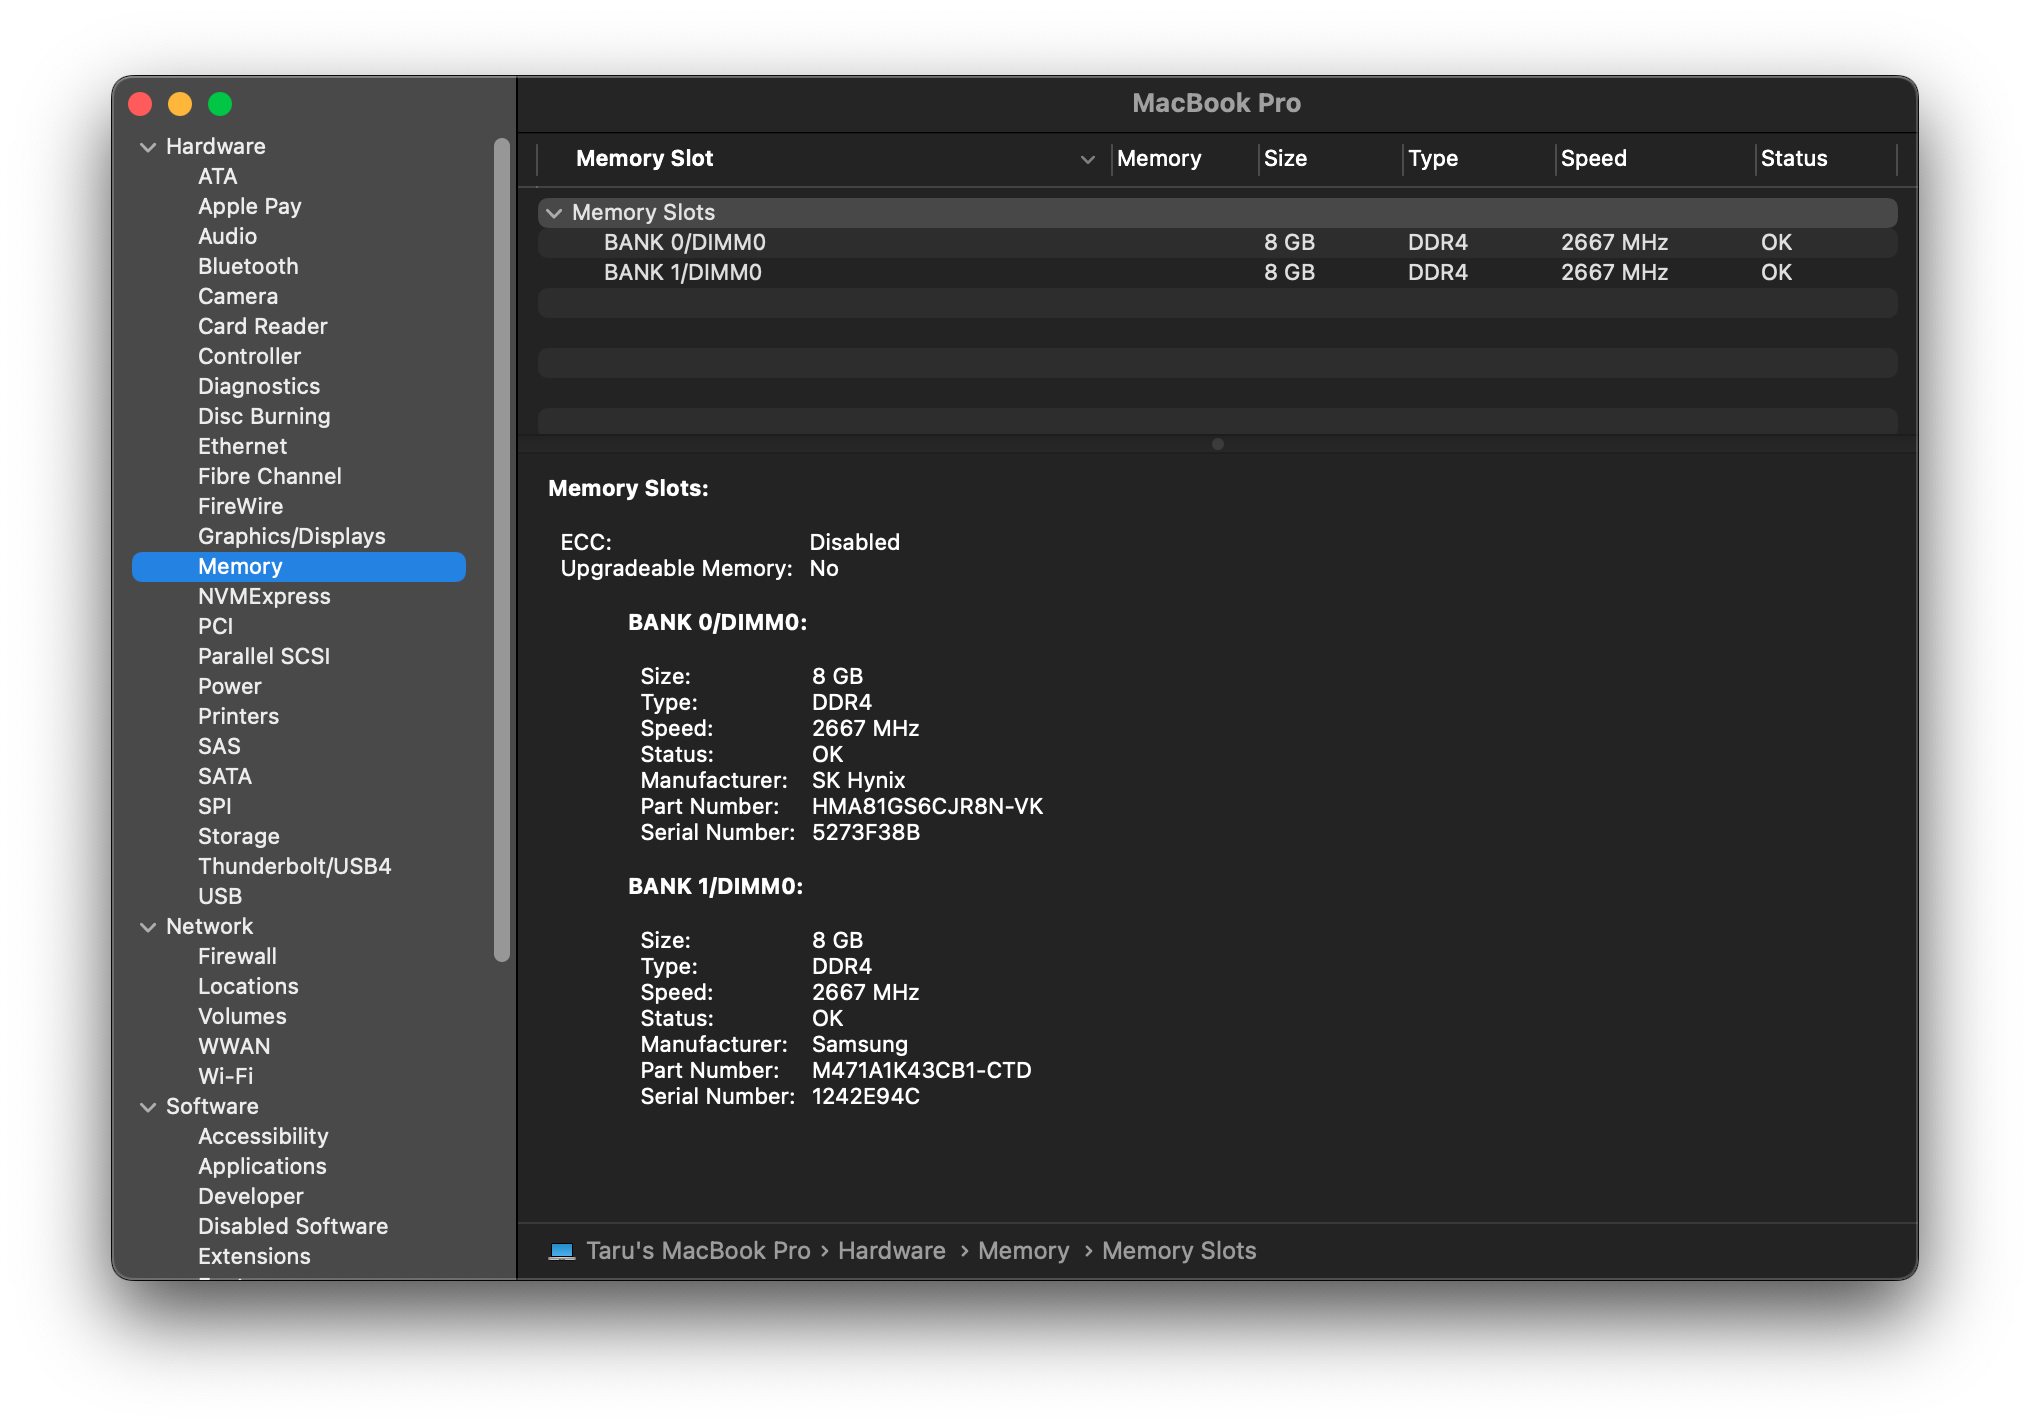 MacBook Pro
Hardware
ATA
Apple Pay
Audio
Bluetooth
Camera
Card Reader
Controller
Diagnostics
Disc Burning
Ethernet
Fibre Channel
FireWire
Graphics/Displays
Memory
NVMExpress
PCI
Parallel SCSI
Power
Printers
SAS
SATA
SPI
Storage
Thunderbolt/USB4
USB
Network
Firewall
Locations
Volumes
WWAN
Wi-Fi
Software
Accessibility
Applications
Developer
Disabled Software
Extensions
Memory Slot Memory Size Type Speed Status
Memory Slots
BANK 0/DIMM0 8 GB DDR4 2667 MHz OK
BANK 1/DIMM0 8 GB DDR4 2667 MHz OK
Memory Slots:
ECC: Disabled
Upgradeable Memory: No
BANK 0/DIMM0:
Size: 8 GB
Type: DDR4
Speed: 2667 MHz
Status: OK
Manufacturer: SK Hynix
Part Number: HMA81GS6CJR8N-VK
Serial Number: 5273F38B
BANK 1/DIMM0:
Size: 8 GB
Type: DDR4
Speed: 2667 MHz
Status: OK
Manufacturer: Samsung
Part Number: M471A1K43CB1-CTD
Serial Number: 1242E94C
Taru's MacBook Pro › Hardware › Memory › Memory Slots